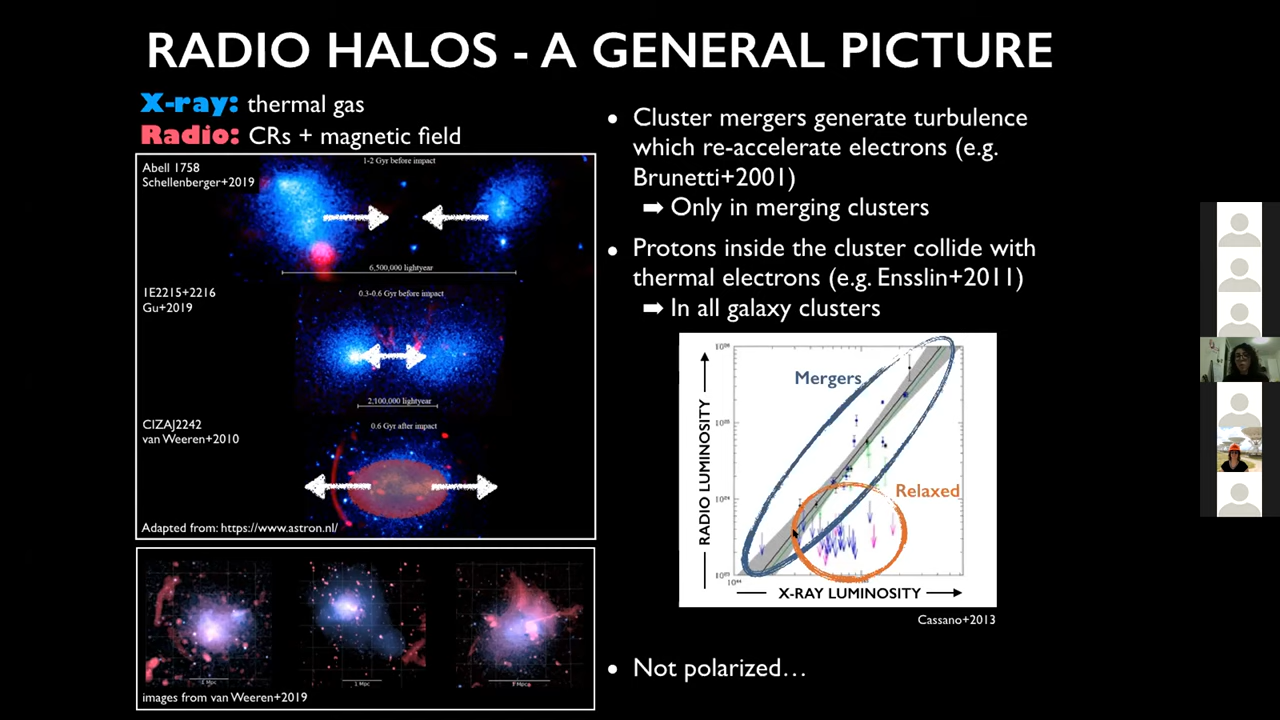 RADIO HALOS - A GENERAL PICTURE
X-ray: thermal gas
Radio: CRs + magnetic field
Abell 1758
Schellenberger+2019
1-2 Gyr before impact
6,500,000 lightyear
1E2215+2216
Gu+2019
0.3-0.6 Gyr before impact
2,100,000 lightyear
CIZAJ2242
van Weeren+2010
0.6 Gyr after impact
Adapted from: https://www.astron.nl/
1 Mpc
images from van Weeren+2019
• Cluster mergers generate turbulence
which re-accelerate electrons (e.g.
Brunetti+2001)
➡ Only in merging clusters
• Protons inside the cluster collide with
thermal electrons (e.g. Ensslin+2011)
➡ In all galaxy clusters
Mergers
Relaxed
RADIO LUMINOSITY
X-RAY LUMINOSITY
Cassano+2013
• Not polarized…